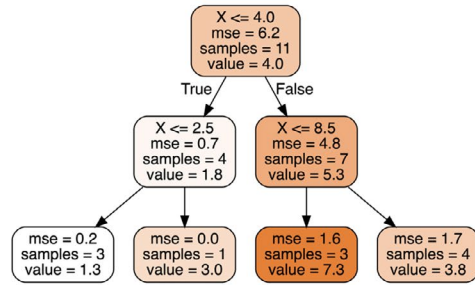 X <= 4.0
mse = 6.2
samples = 11
value = 4.0
True
False
X <= 2.5
mse = 0.7
samples = 4
value = 1.8
X <= 8.5
mse = 4.8
samples = 7
value = 5.3
mse = 0.2
samples = 3
value = 1.3
mse = 0.0
samples = 1
value = 3.0
mse = 1.6
samples = 3
value = 7.3
mse = 1.7
samples = 4
value = 3.8